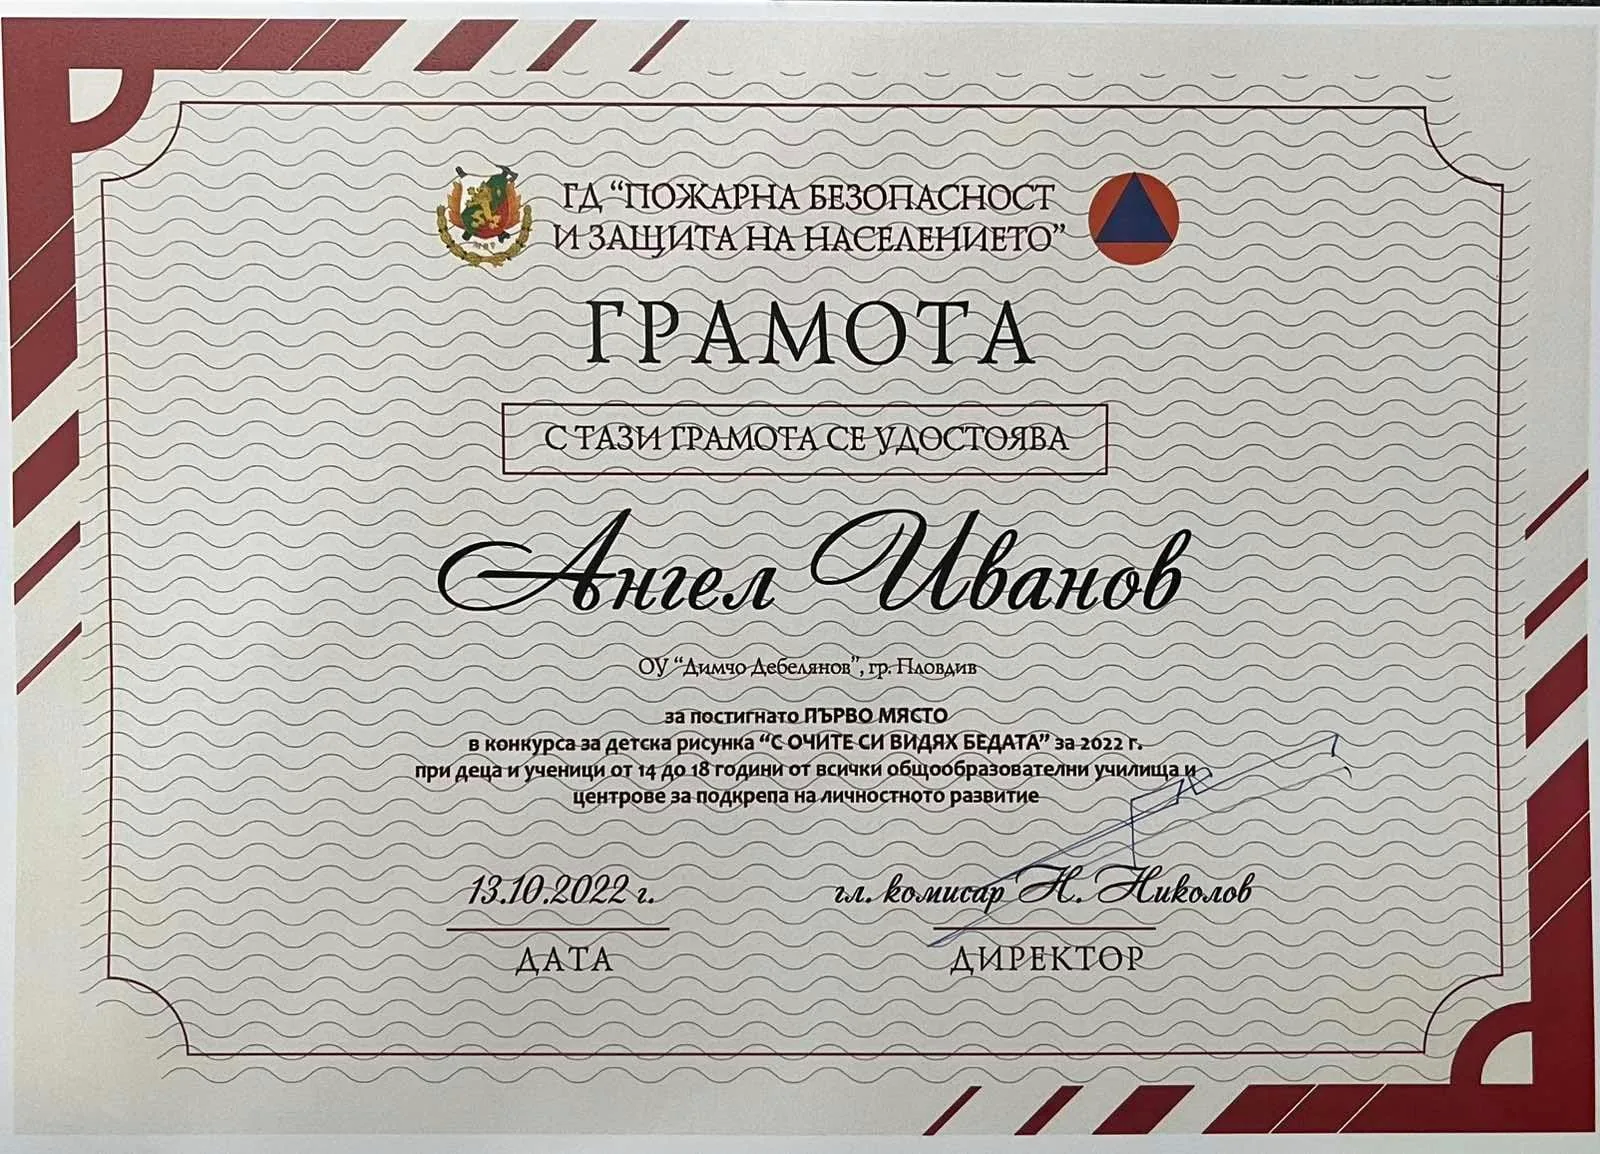 ГД “ПОЖАРНА БЕЗОПАСНОСТ
И ЗАЩИТА НА НАСЕЛЕНИЕТО”
ГРАМОТА
С ТАЗИ ГРАМОТА СЕ УДОСТОЯВА
Ангел Иванов
ОУ “Димчо Дебелянов”, гр. Пловдив
за постигнато ПЪРВО МЯСТО
в конкурса за детска рисунка “С ОЧИТЕ СИ ВИДЯХ БЕДАТА” за 2022 г.
при деца и ученици от 14 до 18 години от всички общообразователни училища и
центрове за подкрепа на личностното развитие
13.10.2022 г.
гл. комисар Н. Николов
ДАТА
ДИРЕКТОР